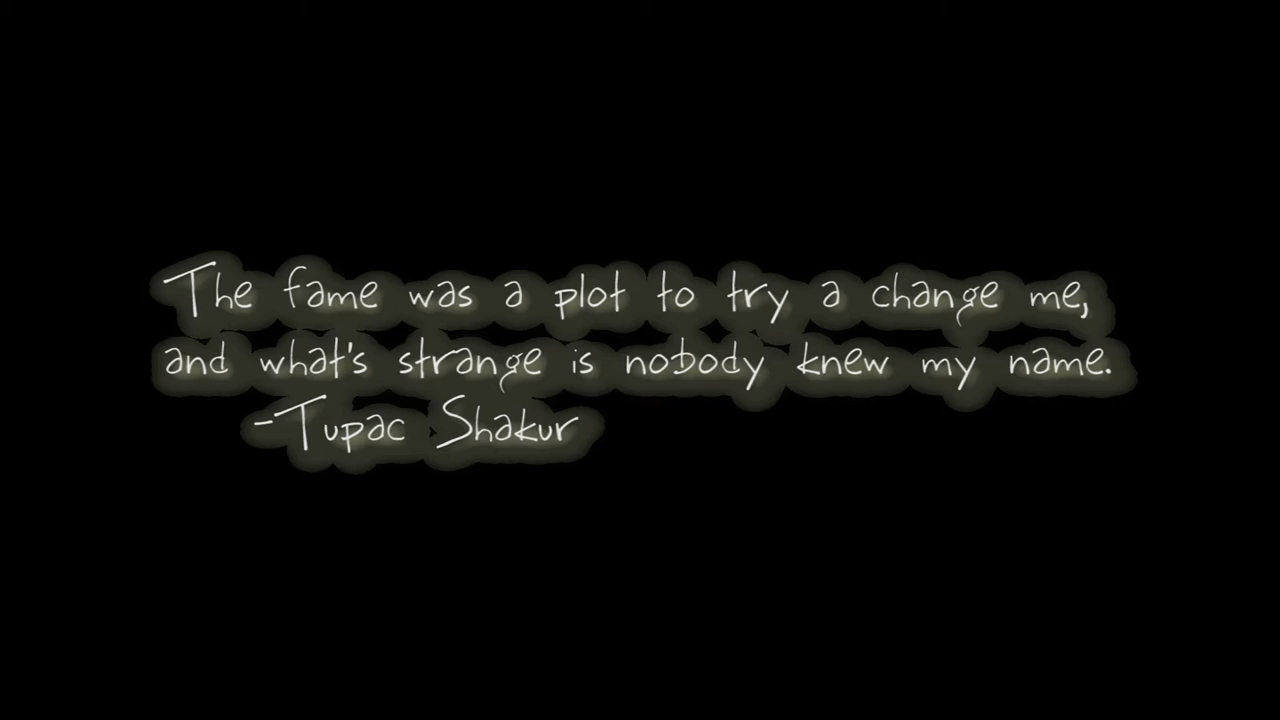 The fame was a plot to try a change me,
and what's strange is nobody knew my name.
-Tupac Shakur